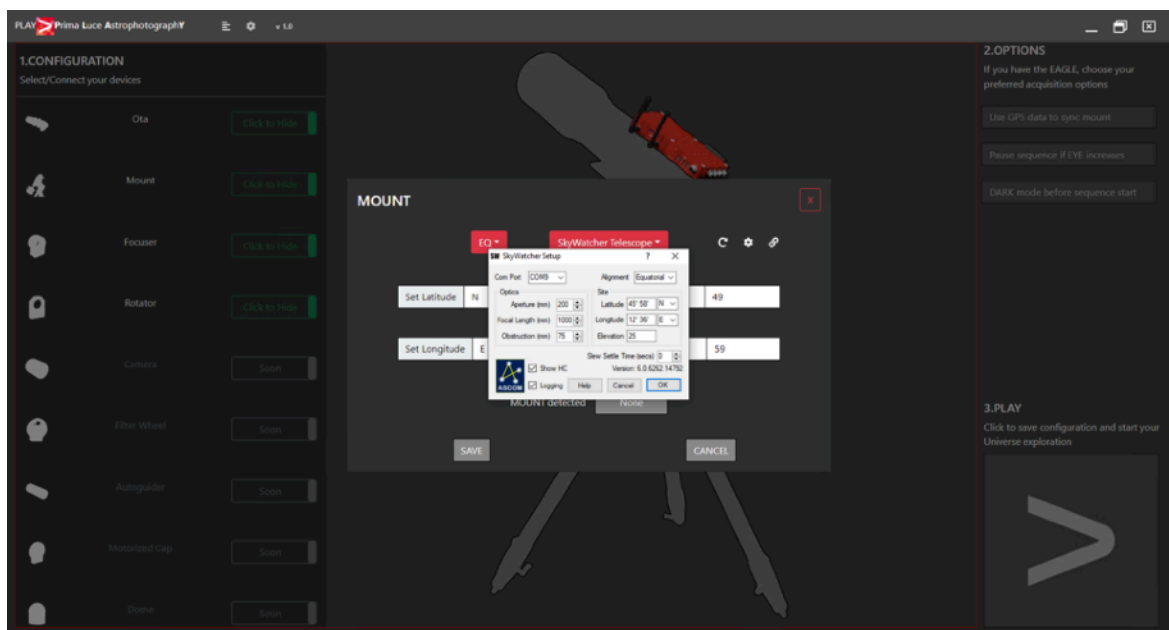 PLAY Prima Luce AstrophotographY v 1.0
1.CONFIGURATION
Select/Connect your devices
Ota Click to Hide
Mount Click to Hide
Focuser Click to Hide
Rotator Click to Hide
Camera Soon
Filter Wheel Soon
Autoguider Soon
Motorized Cap Soon
Dome Soon
MOUNT X
EQ SkyWatcher Telescope
Set Latitude N 49
Set Longitude E 59
MOUNT detected None
SAVE CANCEL
SW SkyWatcher Setup ? X
Com Port COM9 Alignment Equatorial
Optics Site
Aperture (mm) 200 Latitude 45° 58' N
Focal Length (mm) 1000 Longitude 12° 36' E
Obstruction (mm) 75 Elevation 25
Slew Settle Time (secs) 0
Show HC Version: 6.0.6262.14792
ASCOM Logging Help Cancel OK
2.OPTIONS
If you have the EAGLE, choose your
preferred acquisition options
Use GPS data to sync mount
Pause sequence if EYE increases
DARK mode before sequence start
3.PLAY
Click to save configuration and start your
Universe exploration